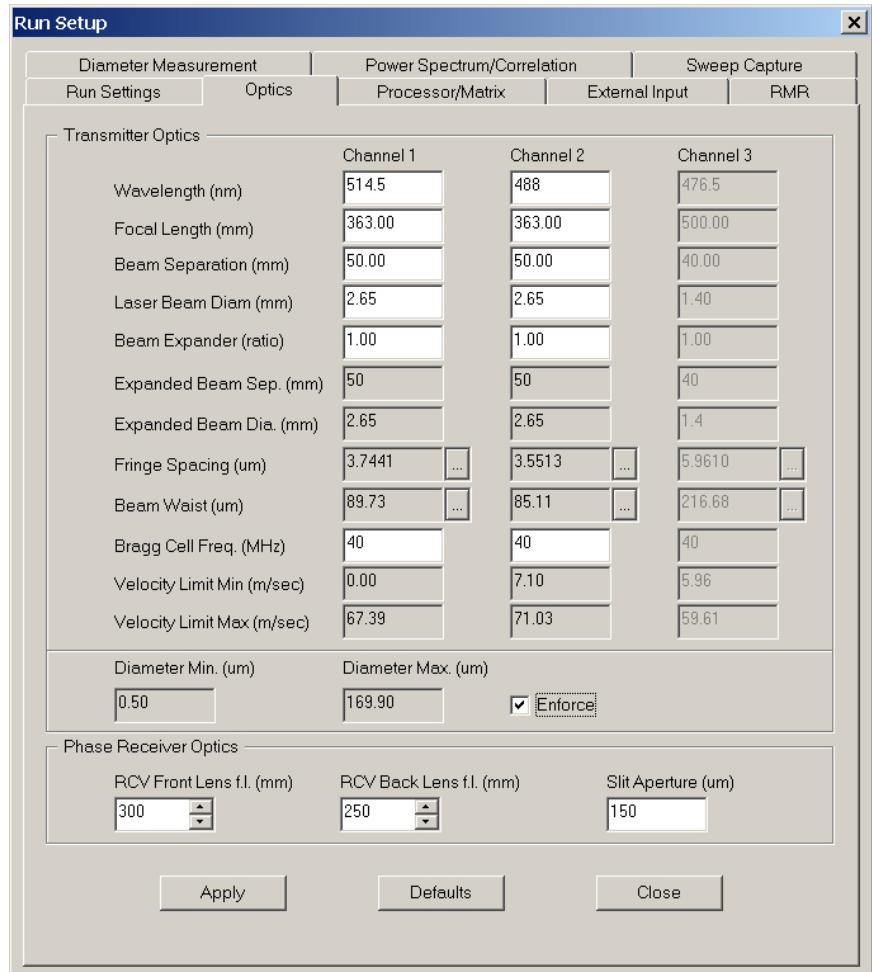 Run Setup
Diameter Measurement Power Spectrum/Correlation Sweep Capture
Run Settings Optics Processor/Matrix External Input RMR
Transmitter Optics
Channel 1 Channel 2 Channel 3
Wavelength (nm) 514.5 488 476.5
Focal Length (mm) 363.00 363.00 500.00
Beam Separation (mm) 50.00 50.00 40.00
Laser Beam Diam (mm) 2.65 2.65 1.40
Beam Expander (ratio) 1.00 1.00 1.00
Expanded Beam Sep. (mm) 50 50 40
Expanded Beam Dia. (mm) 2.65 2.65 1.4
Fringe Spacing (um) 3.7441 ... 3.5513 ... 5.9610 ...
Beam Waist (um) 89.73 ... 85.11 ... 216.68 ...
Bragg Cell Freq. (MHz) 40 40 40
Velocity Limit Min (m/sec) 0.00 7.10 5.96
Velocity Limit Max (m/sec) 67.39 71.03 59.61
Diameter Min. (um) Diameter Max. (um)
0.50 169.90 Enforce
Phase Receiver Optics
RCV Front Lens f.l. (mm) RCV Back Lens f.l. (mm) Slit Aperture (um)
300 250 150
Apply Defaults Close